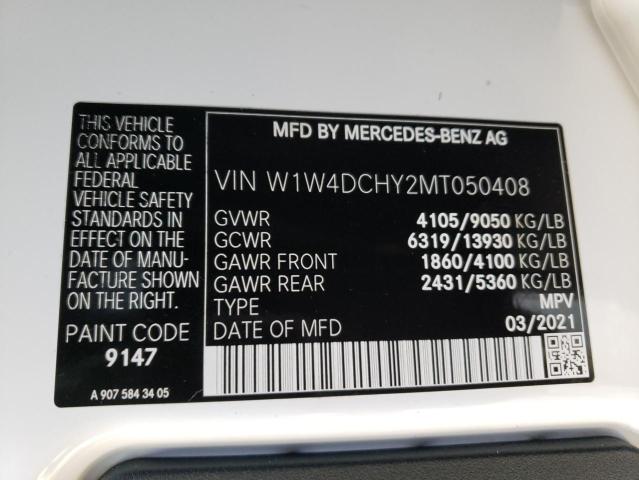 THIS VEHICLE
CONFORMS TO
ALL APPLICABLE
FEDERAL
VEHICLE SAFETY
STANDARDS IN
EFFECT ON THE
DATE OF MANU-
FACTURE SHOWN
ON THE RIGHT.
PAINT CODE
9147
A 907 584 34 05
MFD BY MERCEDES-BENZ AG
VIN W1W4DCHY2MT050408
GVWR 4105/9050 KG/LB
GCWR 6319/13930 KG/LB
GAWR FRONT 1860/4100 KG/LB
GAWR REAR 2431/5360 KG/LB
TYPE MPV
DATE OF MFD 03/2021